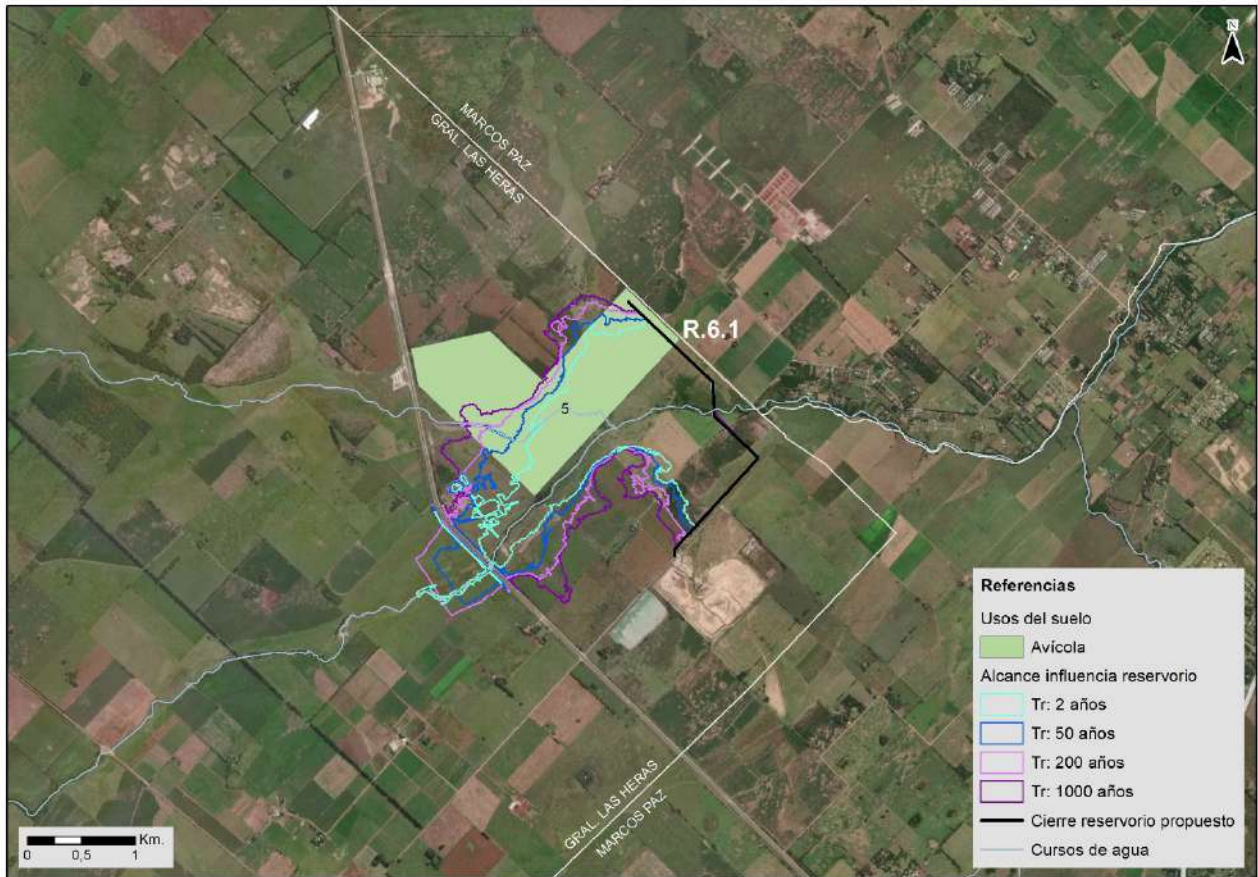 N
MARCOS PAZ
GRAL. LAS HERAS
R.6.1
5
GRAL. LAS HERAS
MARCOS PAZ
Referencias
Usos del suelo
Avícola
Alcance influencia reservorio
Tr: 2 años
Tr: 50 años
Tr: 200 años
Tr: 1000 años
Cierre reservorio propuesto
Cursos de agua
Km.
0 0,5 1